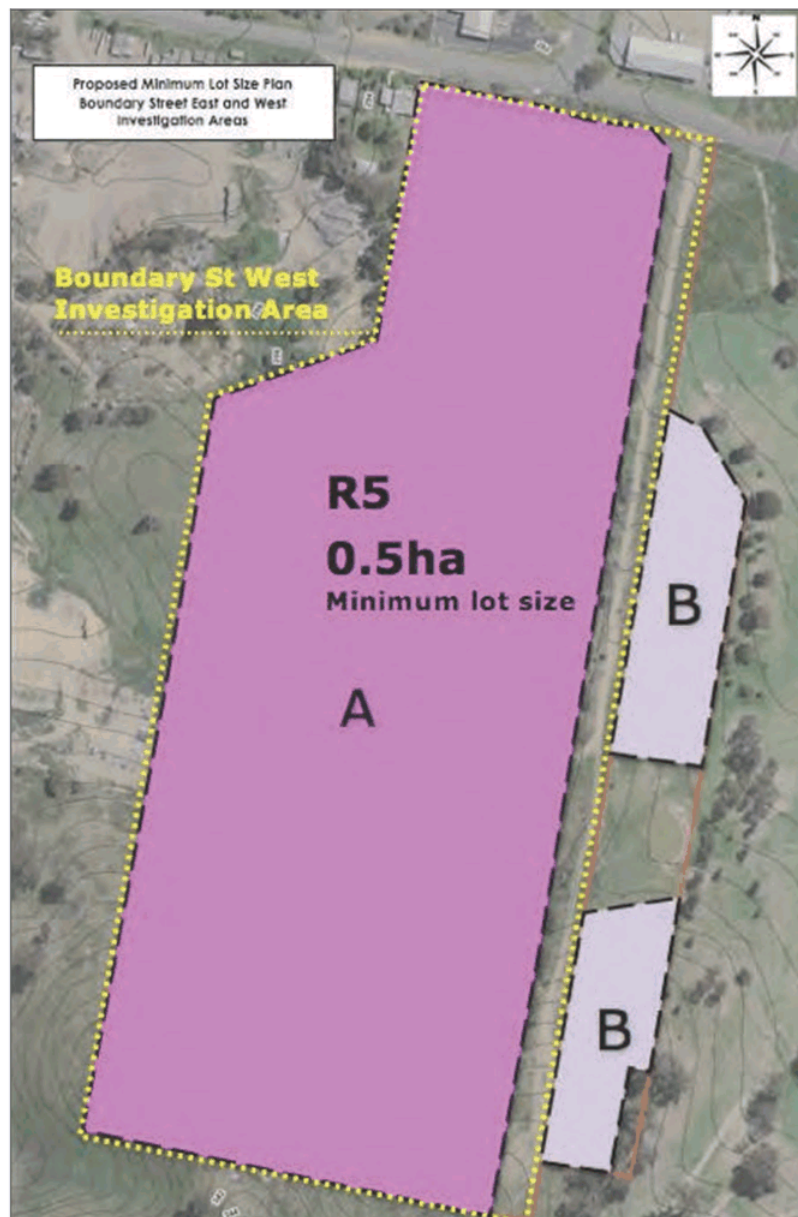 Proposed Minimum Lot Size Plan
Boundary Street East and West
Investigation Areas
N
Boundary St West
Investigation Area
R5
0.5ha
Minimum lot size
A
B
B